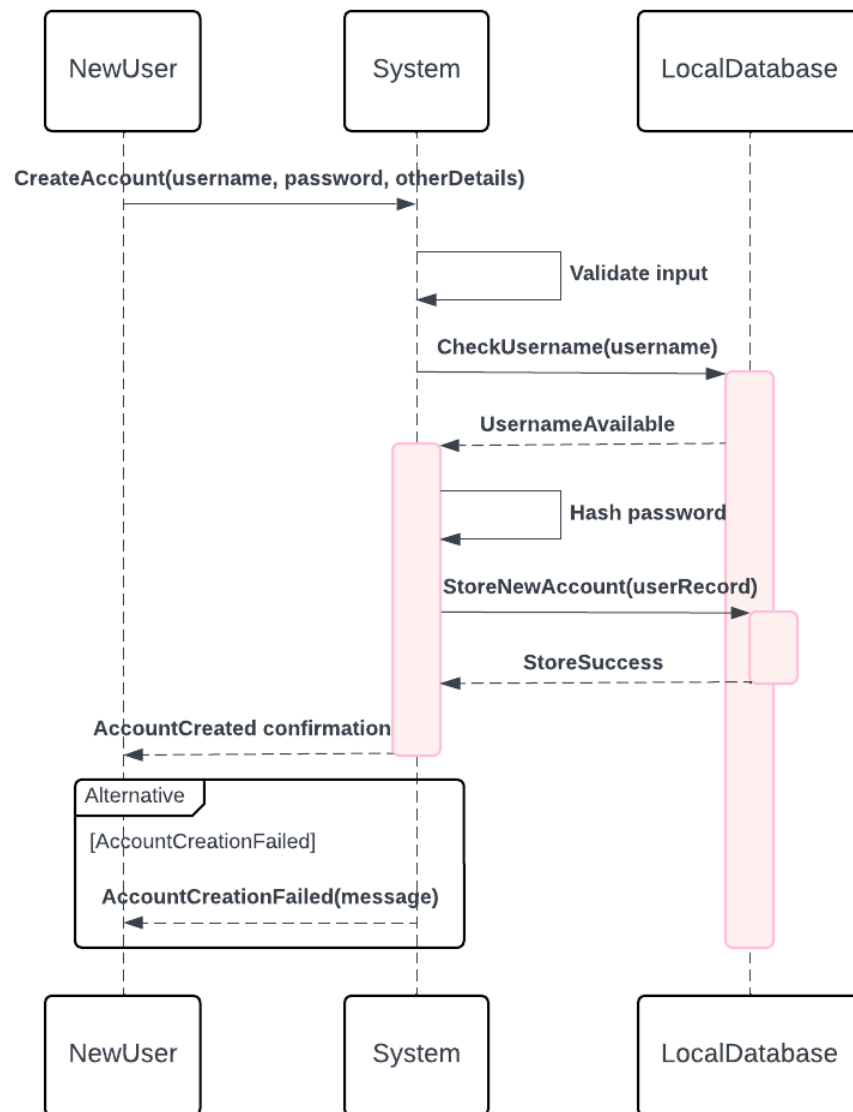 NewUser
System
LocalDatabase
CreateAccount(username, password, otherDetails)
Validate input
CheckUsername(username)
UsernameAvailable
Hash password
StoreNewAccount(userRecord)
StoreSuccess
AccountCreated confirmation
Alternative
[AccountCreationFailed]
AccountCreationFailed(message)
NewUser
System
LocalDatabase